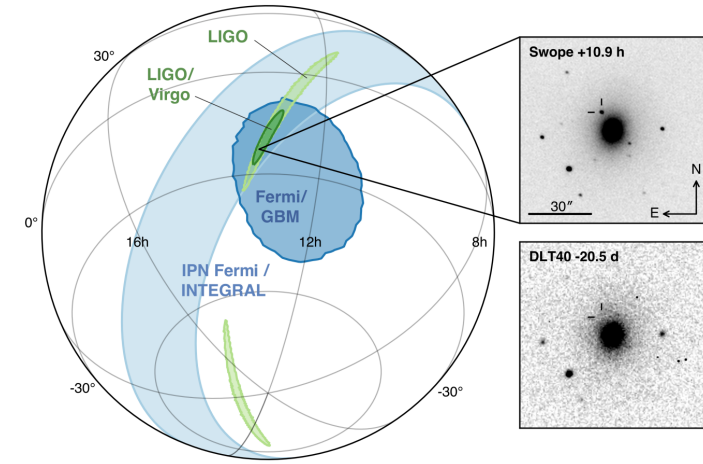 LIGO
30°
LIGO/
Virgo
Swope +10.9 h
30″
N
E
0°
16h
12h
8h
Fermi/
GBM
IPN Fermi /
INTEGRAL
DLT40 -20.5 d
-30°
-30°